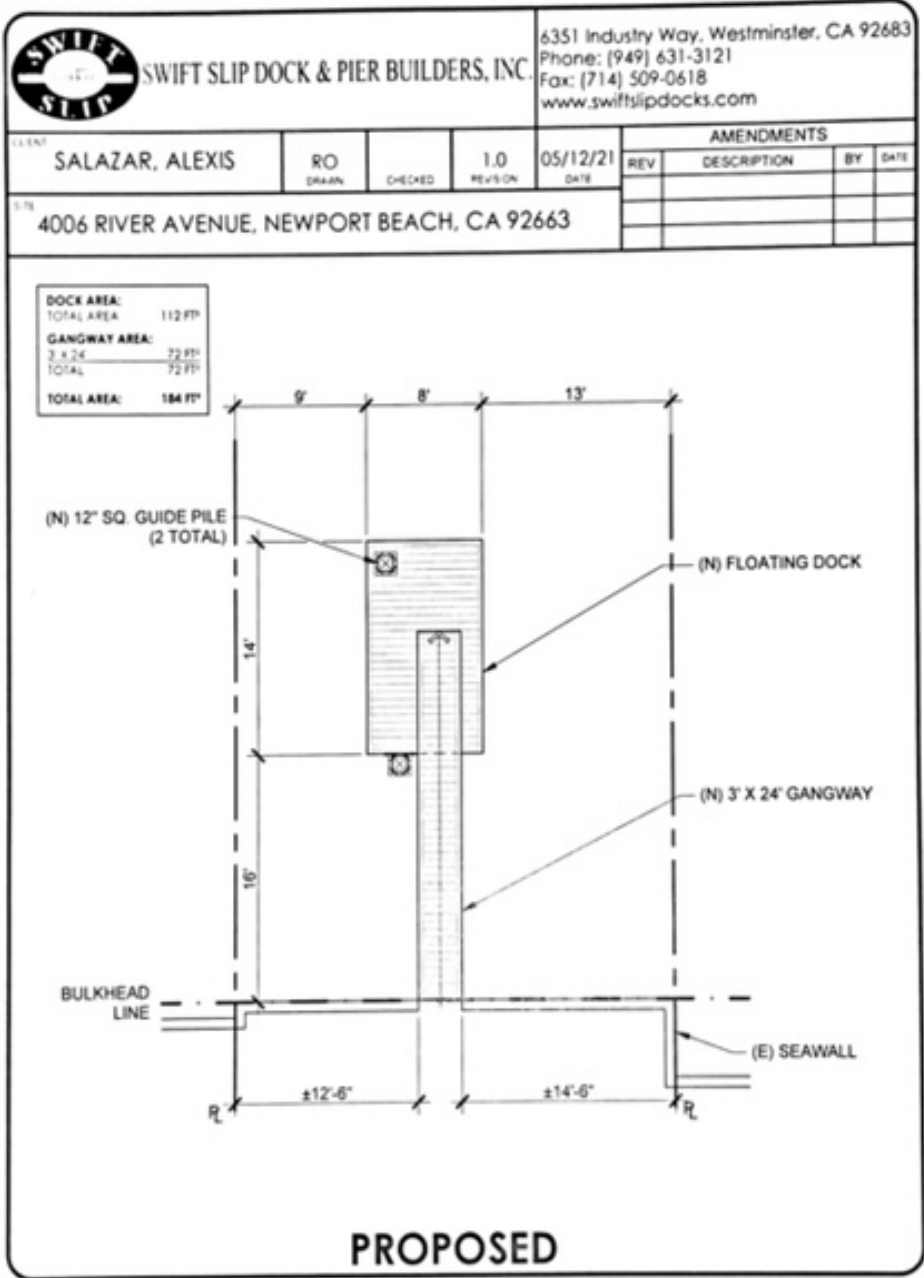 SWIFT
SLIP
SWIFT SLIP DOCK & PIER BUILDERS, INC.
6351 Industry Way, Westminster, CA 92683
Phone: (949) 631-3121
Fax: (714) 509-0618
www.swiftslipdocks.com
CLIENT
SALAZAR, ALEXIS
RO
DRAWN
CHECKED
1.0
REVISION
05/12/21
DATE
AMENDMENTS
REV DESCRIPTION BY DATE
SITE
4006 RIVER AVENUE, NEWPORT BEACH, CA 92663
DOCK AREA:
TOTAL AREA 112 FT²
GANGWAY AREA:
3 X 24 72 FT²
TOTAL 72 FT²
TOTAL AREA: 184 FT²
9' 8' 13'
(N) 12" SQ. GUIDE PILE
(2 TOTAL)
(N) FLOATING DOCK
14'
(N) 3' X 24' GANGWAY
16'
BULKHEAD
LINE
(E) SEAWALL
±12'-6" ±14'-6"
PL PL
PROPOSED